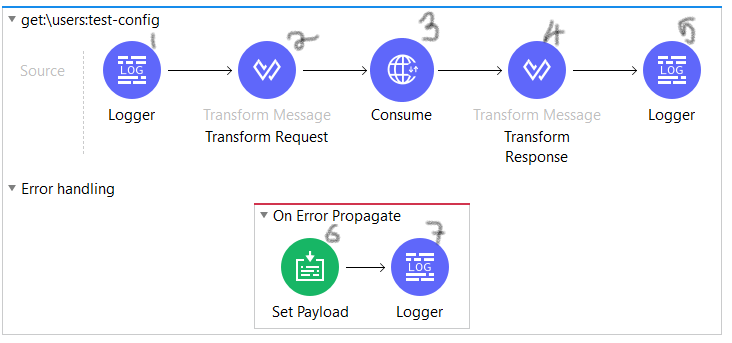 get:\users:test-config
1 2 3 4 5
Source
LOG LOG
Logger Transform Message Consume Transform Message Logger
Transform Request Transform
Response
Error handling
On Error Propagate
6 7
LOG
Set Payload Logger